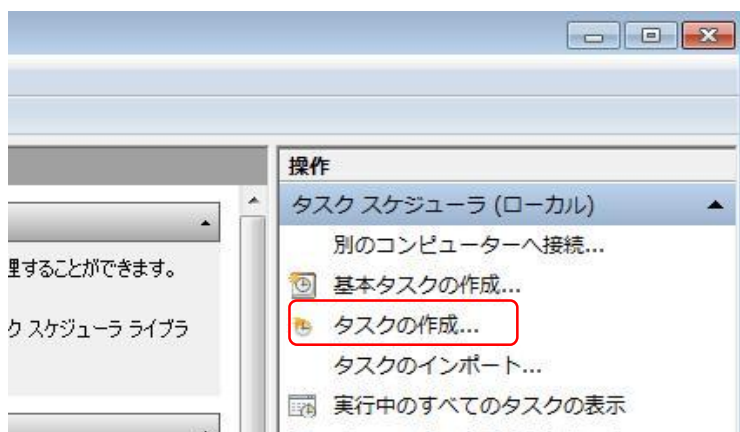 操作
タスク スケジューラ (ローカル)
別のコンピューターへ接続...
理することができます。
基本タスクの作成...
ク スケジューラ ライブラ
タスクの作成...
タスクのインポート...
実行中のすべてのタスクの表示